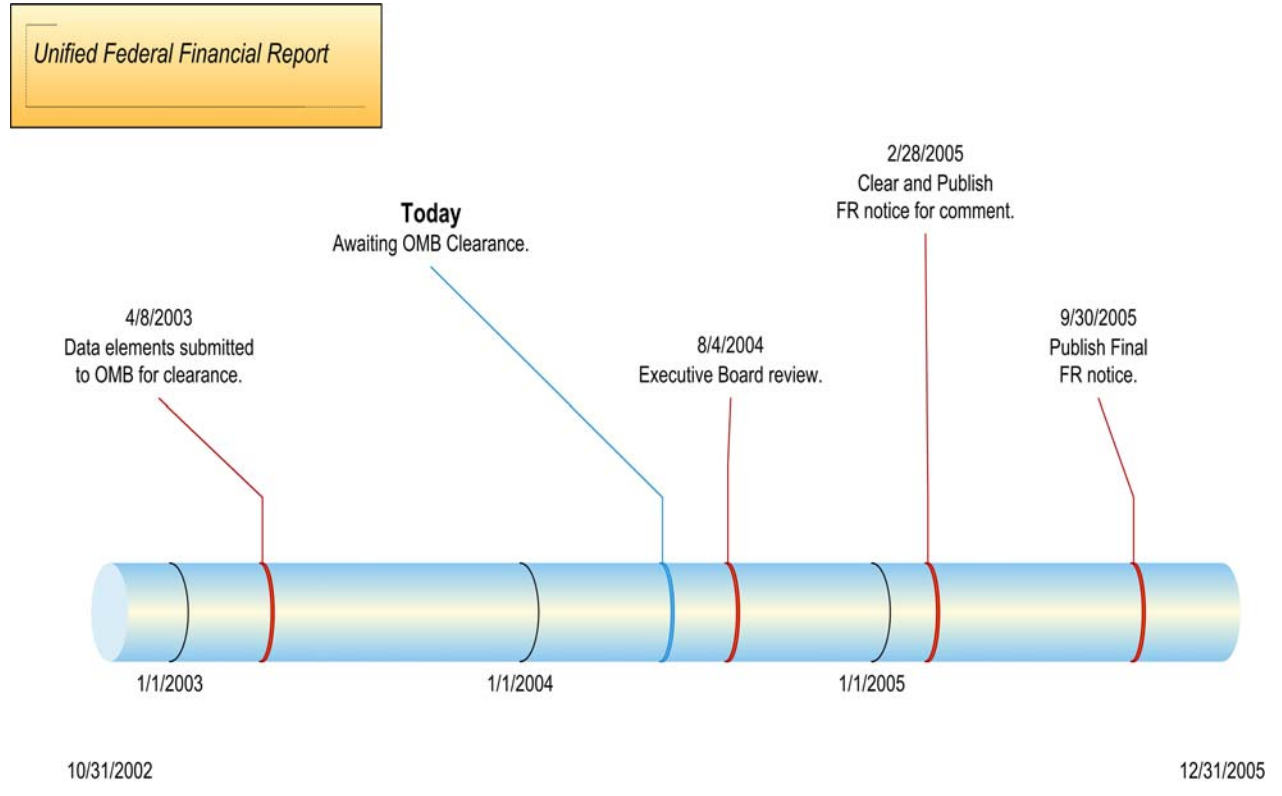 Unified Federal Financial Report
2/28/2005
Clear and Publish
FR notice for comment.
Today
Awaiting OMB Clearance.
4/8/2003
Data elements submitted
to OMB for clearance.
8/4/2004
Executive Board review.
9/30/2005
Publish Final
FR notice.
1/1/2003
1/1/2004
1/1/2005
10/31/2002
12/31/2005